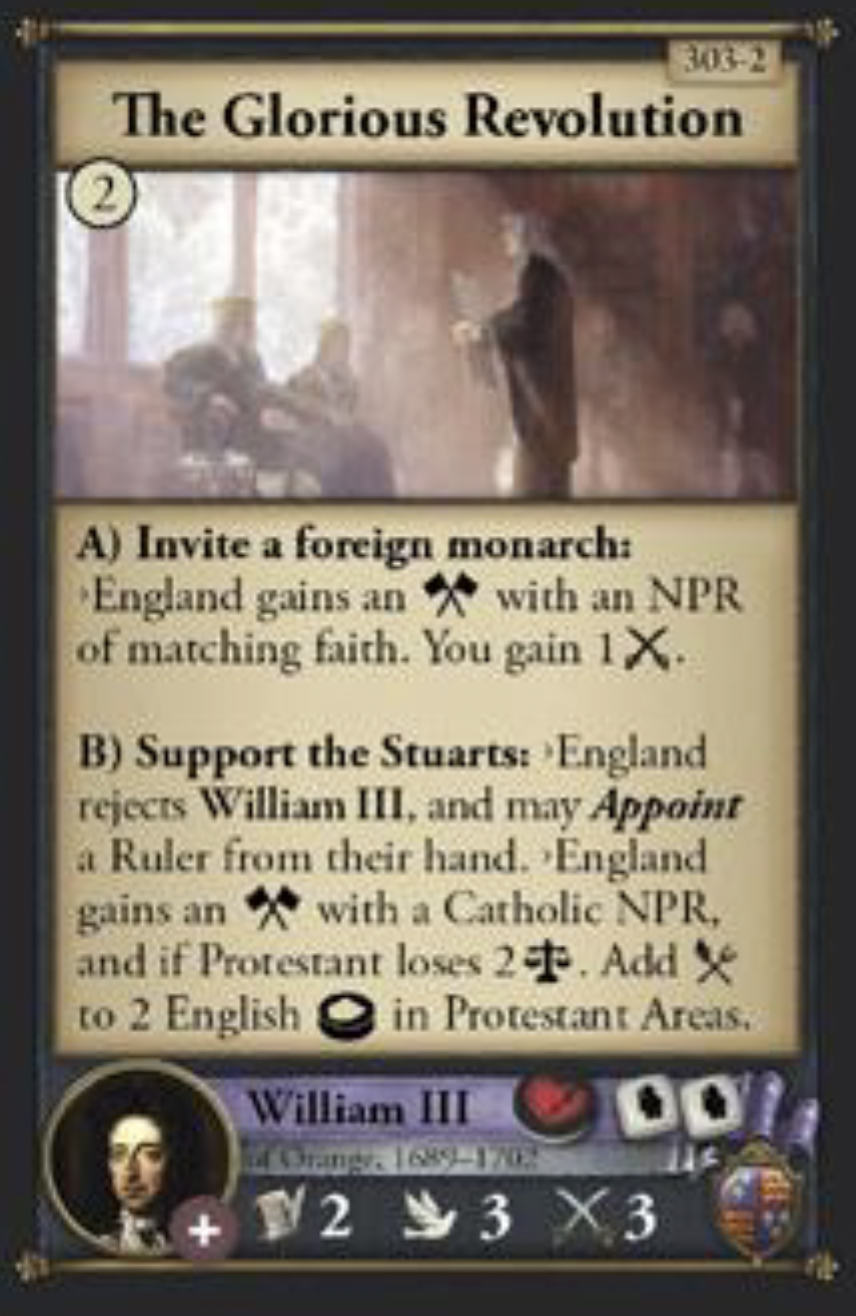 303-2
The Glorious Revolution
2
A) Invite a foreign monarch:
›England gains an with an NPR
of matching faith. You gain 1 .
B) Support the Stuarts: ›England
rejects William III, and may Appoint
a Ruler from their hand. ›England
gains an with a Catholic NPR,
and if Protestant loses 2 . Add
to 2 English in Protestant Areas.
William III
of Orange, 1689–1702
+ 2 3 3